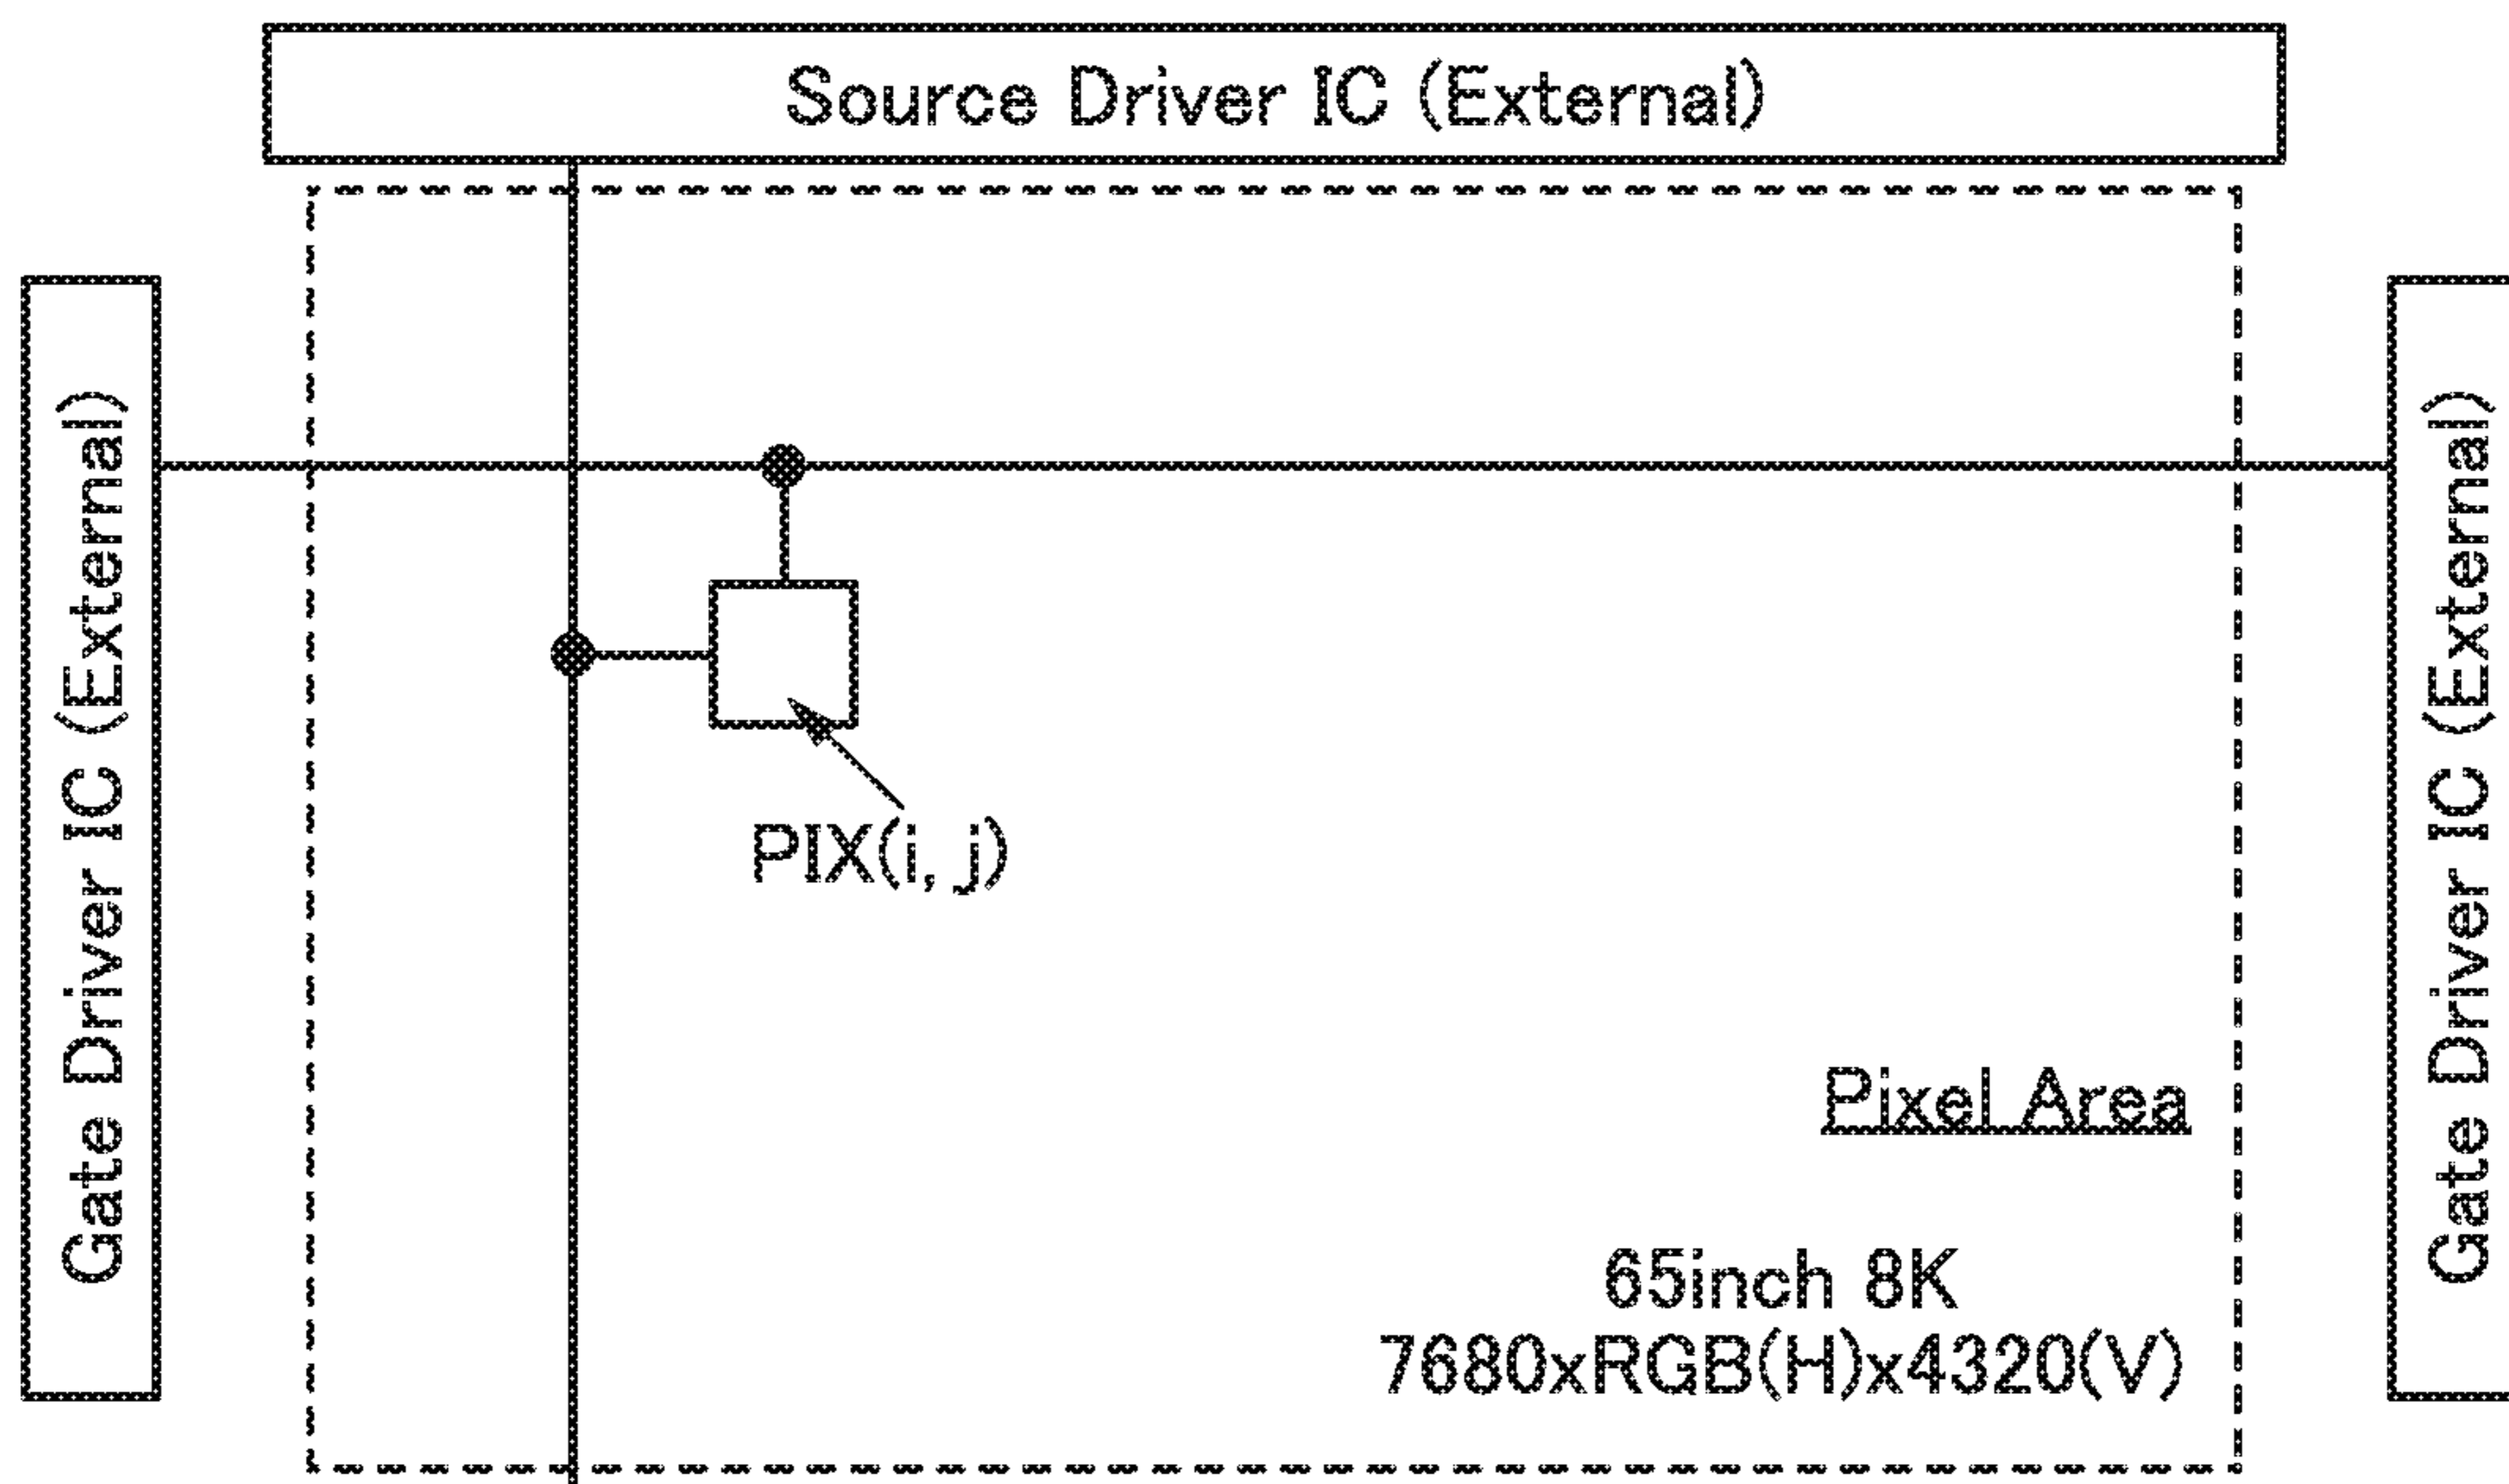 Source Driver IC (External)
Gate Driver IC (External)
Gate Driver IC (External)
PIX(i, j)
Pixel Area
65inch 8K
7680xRGB(H)x4320(V)